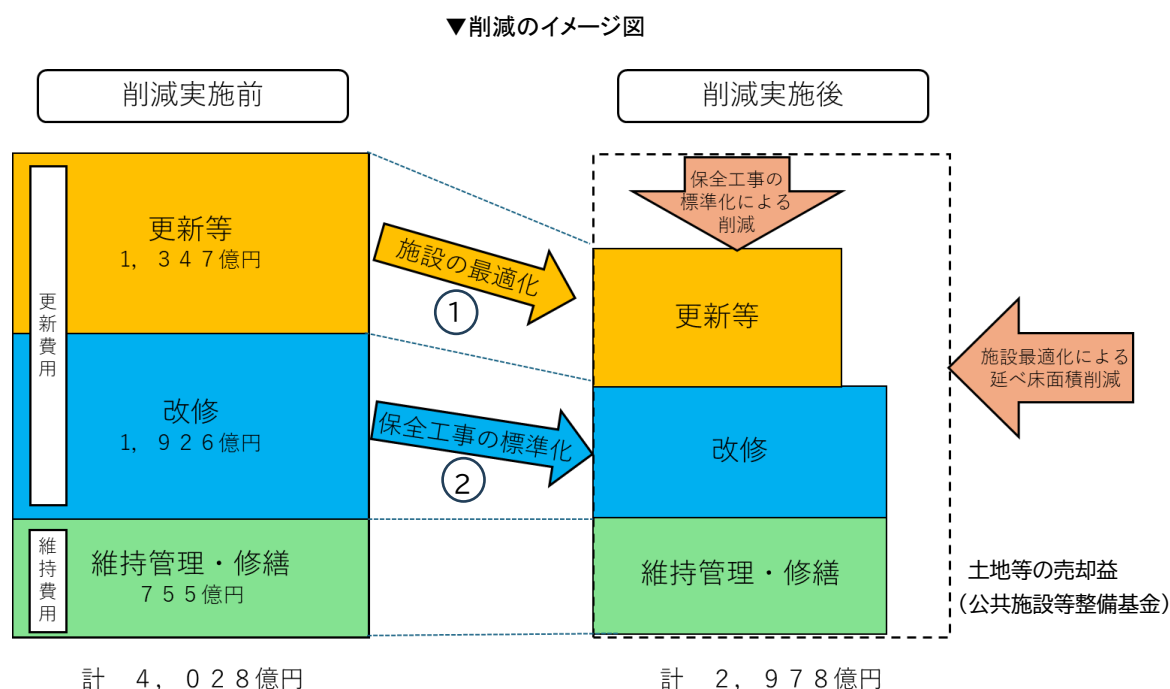 ▼削減のイメージ図
削減実施前
削減実施後
更新費用
更新等
1，３４７億円
改修
1，９２６億円
維持費用
維持管理・修繕
７５５億円
計　４，０２８億円
施設の最適化
①
保全工事の標準化
②
保全工事の
標準化による
削減
更新等
改修
維持管理・修繕
施設最適化による
延べ床面積削減
土地等の売却益
（公共施設等整備基金）
計　２，９７８億円